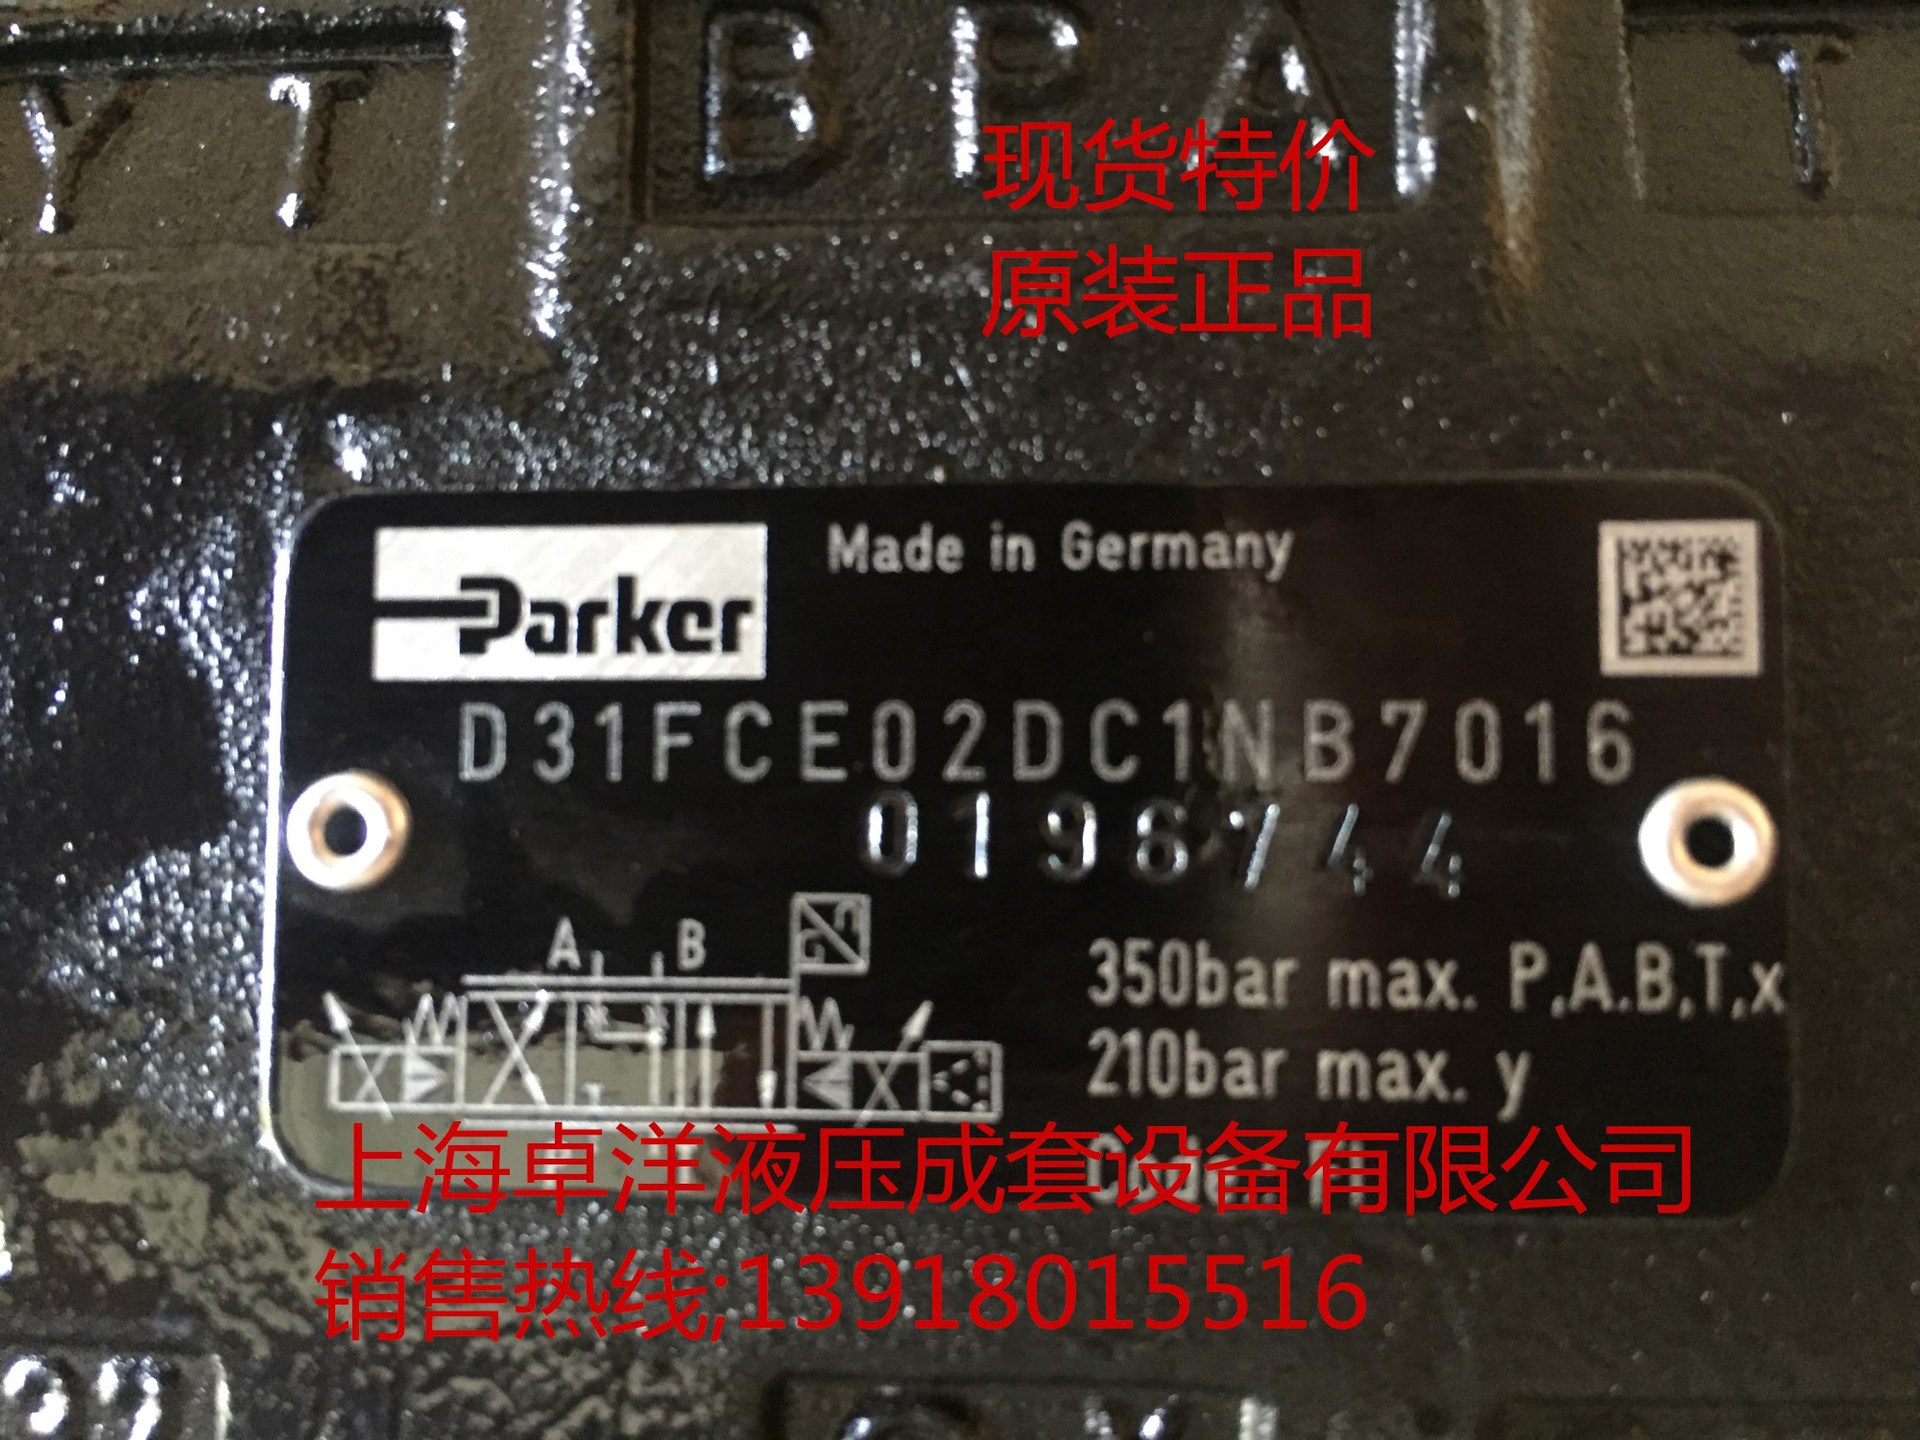 Y T B P A T
现货特价
原装正品
Made in Germany
Parker
D31FCE02DC1NB7016
0196744
A B
350bar max. P,A.B,T,x
210bar max. y
上海卓洋液压成套设备有限公司
销售热线;13918015516